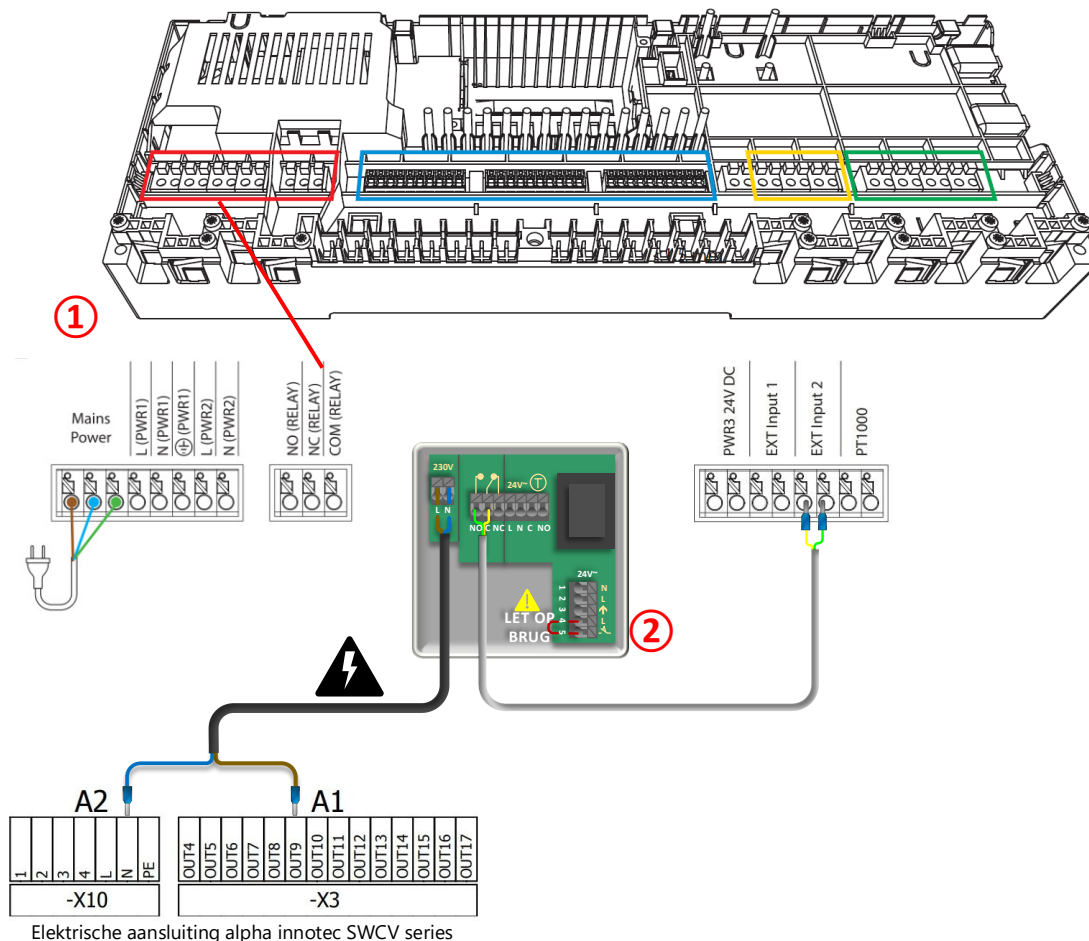 ①
Mains
Power
L (PWR1)
N (PWR1)
(PWR1)
L (PWR2)
N (PWR2)
NO (RELAY)
NC (RELAY)
COM (RELAY)
PWR3 24V DC
EXT Input 1
EXT Input 2
PT1000
230V
L N
24V~ T
NO C NC L N C NO
24V~
1 N
2 L
3
4 L
5
LET OP
BRUG
②
A2
A1
1
2
3
4
L
N
PE
-X10
OUT4
OUT5
OUT6
OUT7
OUT8
OUT9
OUT10
OUT11
OUT12
OUT13
OUT14
OUT15
OUT16
OUT17
-X3
Elektrische aansluiting alpha innotec SWCV series